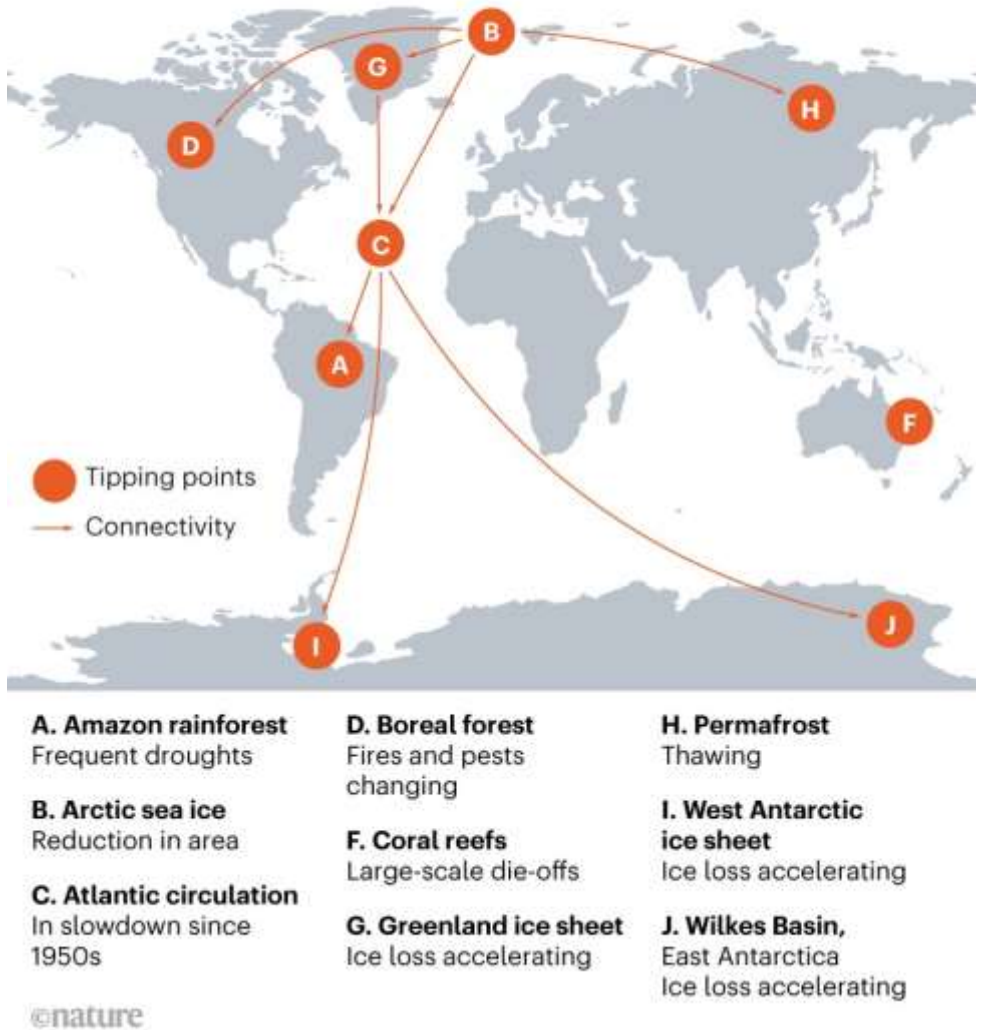 B
G
H
D
C
A
F
Tipping points
Connectivity
I
J
A. Amazon rainforest
Frequent droughts
B. Arctic sea ice
Reduction in area
C. Atlantic circulation
In slowdown since
1950s
D. Boreal forest
Fires and pests
changing
F. Coral reefs
Large-scale die-offs
G. Greenland ice sheet
Ice loss accelerating
H. Permafrost
Thawing
I. West Antarctic
ice sheet
Ice loss accelerating
J. Wilkes Basin,
East Antarctica
Ice loss accelerating
©nature